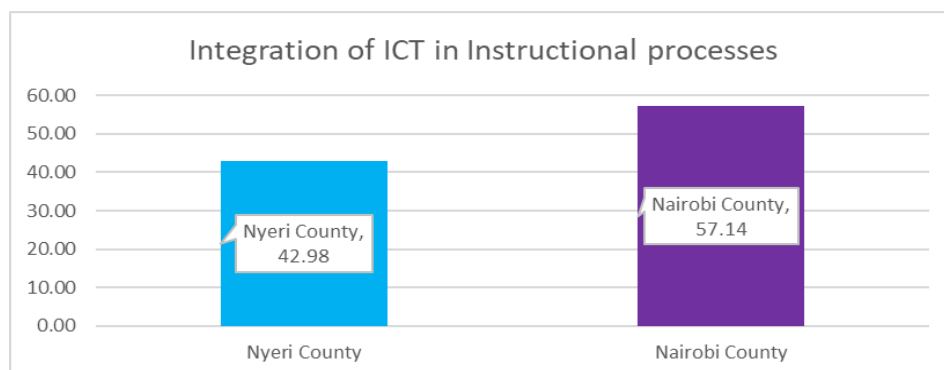 Integration of ICT in Instructional processes
60.00
50.00
40.00
30.00
20.00
10.00
0.00
Nyeri County,
42.98
Nairobi County,
57.14
Nyeri County
Nairobi County